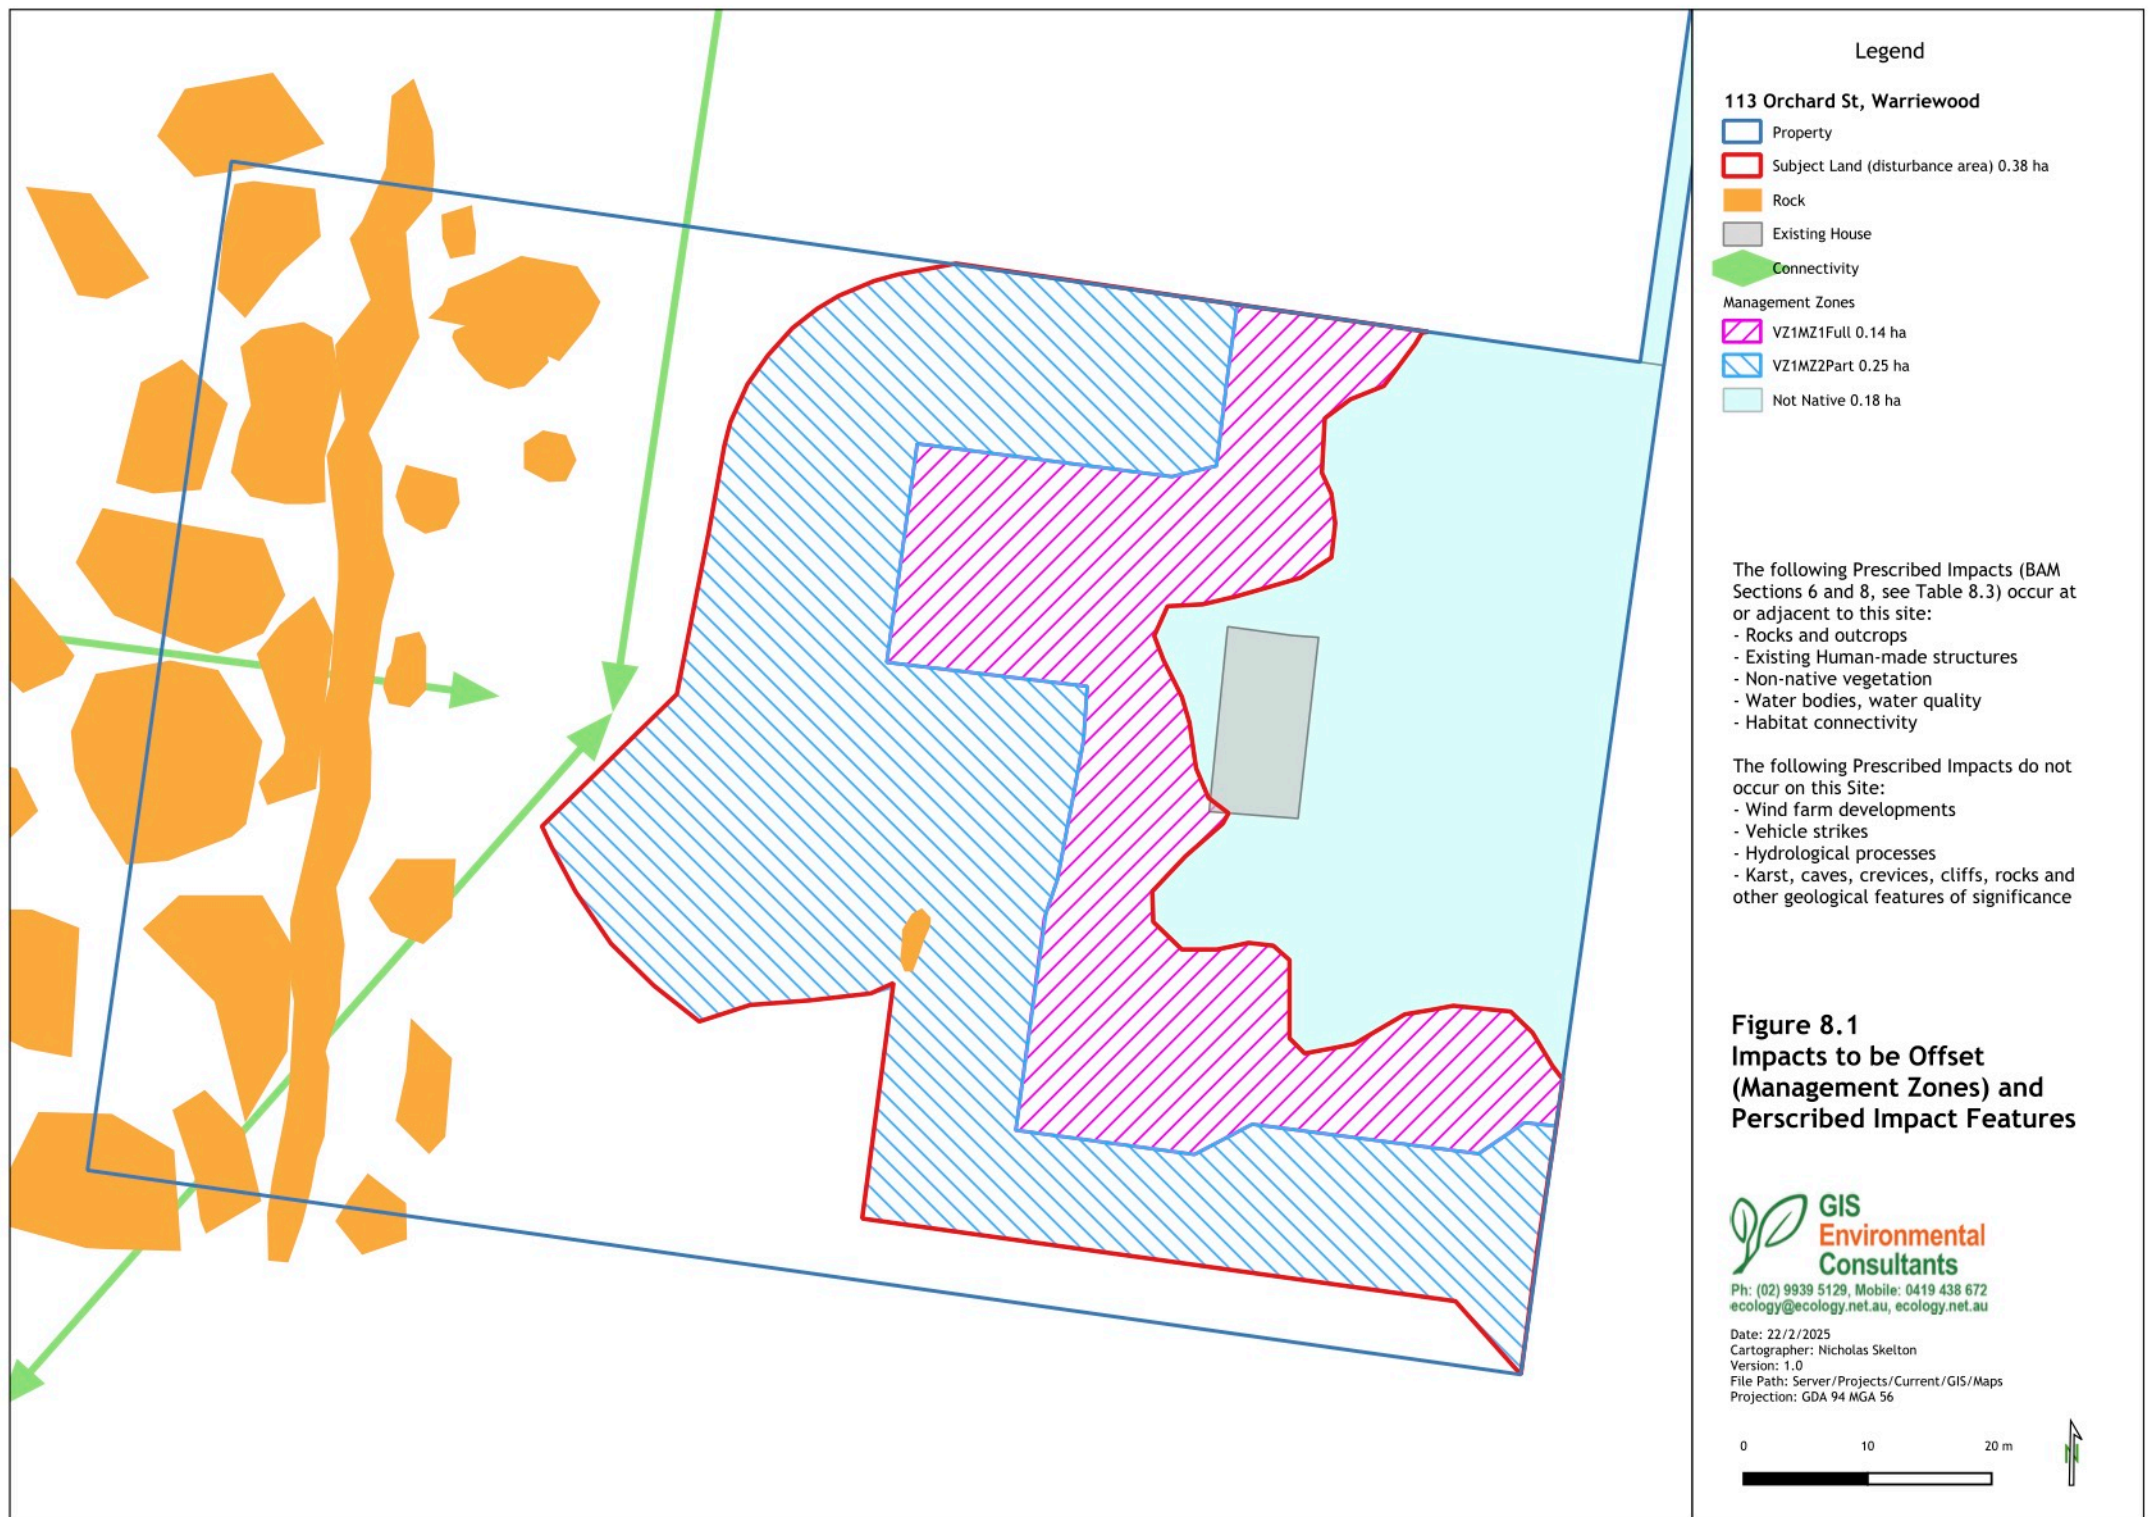 Legend
113 Orchard St, Warriewood
Property
Subject Land (disturbance area) 0.38 ha
Rock
Existing House
Connectivity
Management Zones
VZ1MZ1Full 0.14 ha
VZ1MZ2Part 0.25 ha
Not Native 0.18 ha
The following Prescribed Impacts (BAM
Sections 6 and 8, see Table 8.3) occur at
or adjacent to this site:
- Rocks and outcrops
- Existing Human-made structures
- Non-native vegetation
- Water bodies, water quality
- Habitat connectivity
The following Prescribed Impacts do not
occur on this Site:
- Wind farm developments
- Vehicle strikes
- Hydrological processes
- Karst, caves, crevices, cliffs, rocks and
other geological features of significance
Figure 8.1
Impacts to be Offset
(Management Zones) and
Perscribed Impact Features
GIS
Environmental
Consultants
Ph: (02) 9939 5129, Mobile: 0419 438 672
ecology@ecology.net.au, ecology.net.au
Date: 22/2/2025
Cartographer: Nicholas Skelton
Version: 1.0
File Path: Server/Projects/Current/GIS/Maps
Projection: GDA 94 MGA 56
0 10 20 m
N